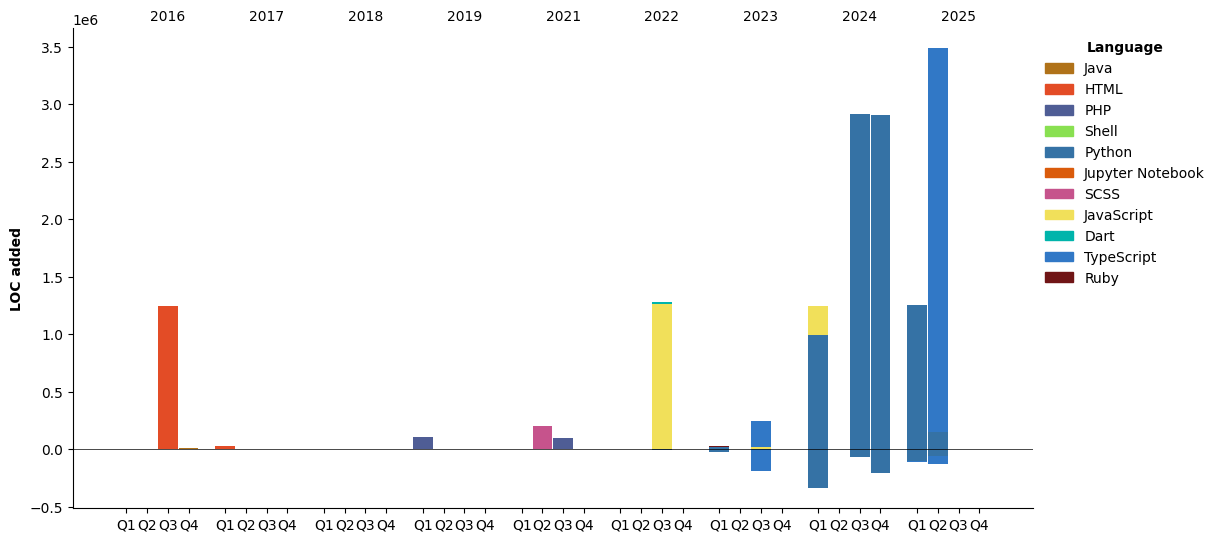 2016 2017 2018 2019 2021 2022 2023 2024 2025
1e6
3.5
3.0
2.5
2.0
1.5
1.0
0.5
0.0
−0.5
LOC added
Q1 Q2 Q3 Q4 Q1 Q2 Q3 Q4 Q1 Q2 Q3 Q4 Q1 Q2 Q3 Q4 Q1 Q2 Q3 Q4 Q1 Q2 Q3 Q4 Q1 Q2 Q3 Q4 Q1 Q2 Q3 Q4 Q1 Q2 Q3 Q4
Language
Java
HTML
PHP
Shell
Python
Jupyter Notebook
SCSS
JavaScript
Dart
TypeScript
Ruby